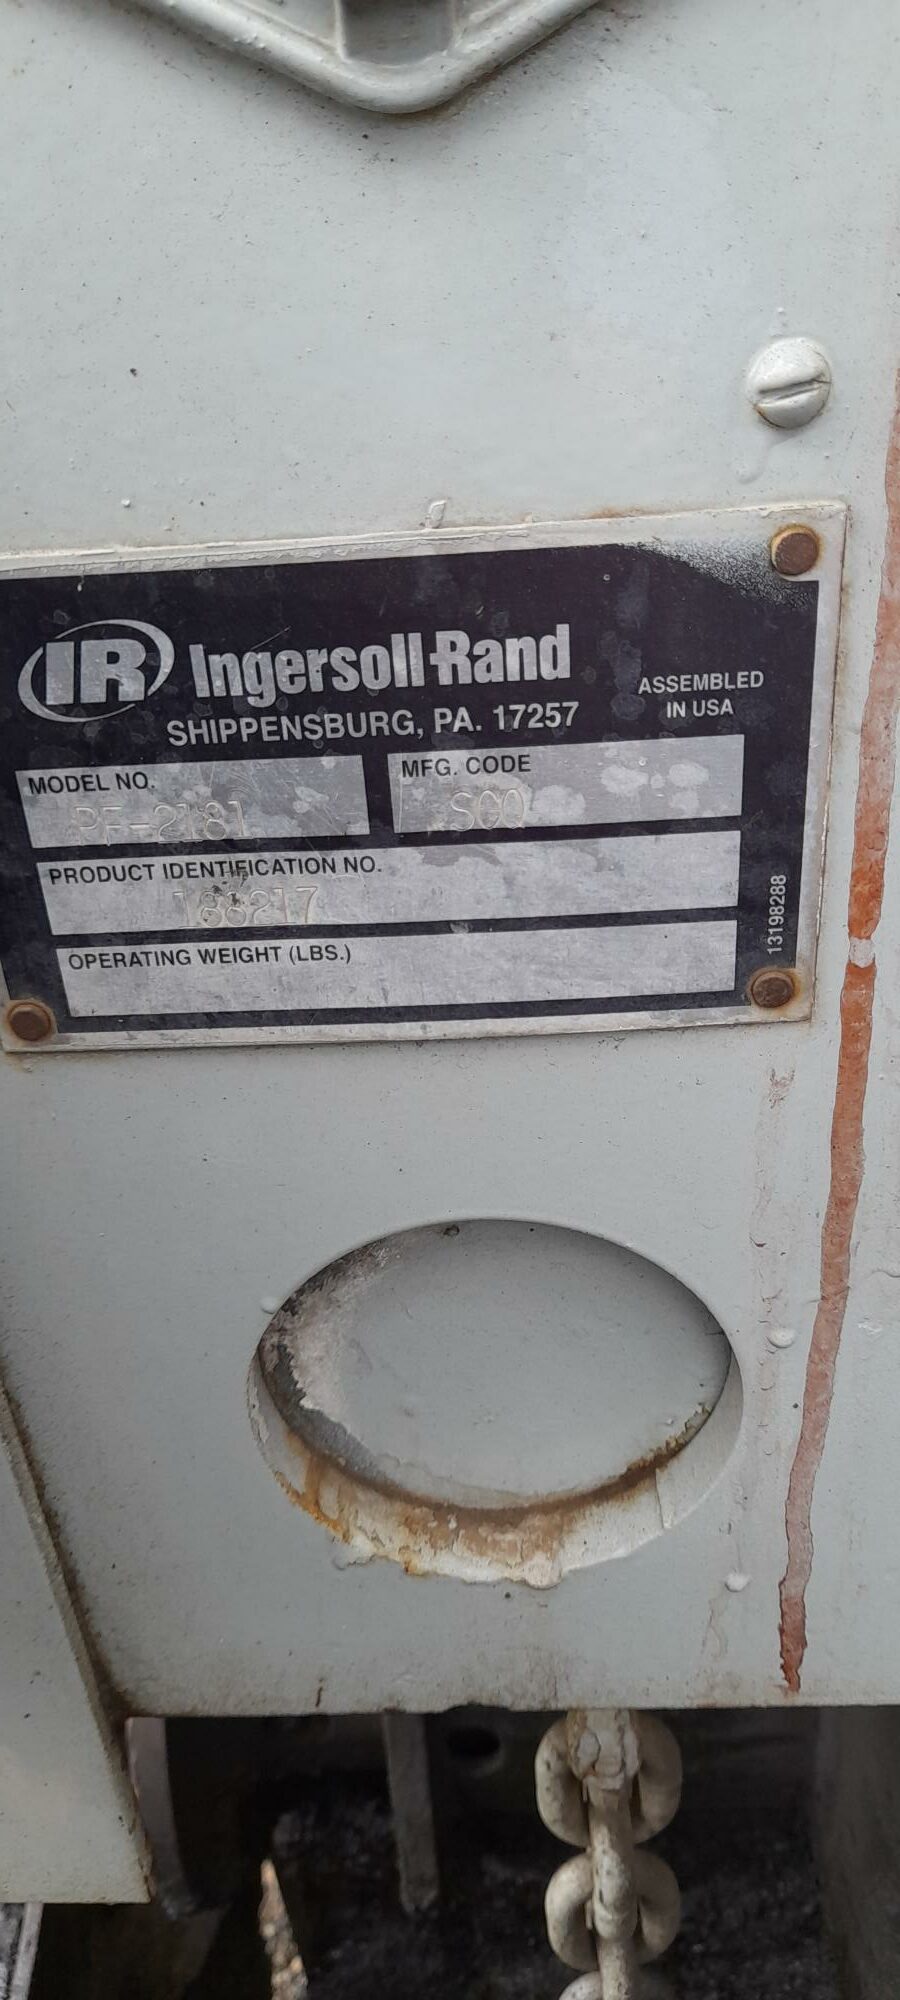 IR Ingersoll-Rand
SHIPPENSBURG, PA. 17257
ASSEMBLED
IN USA
MODEL NO.
PF-2181
MFG. CODE
SGO
PRODUCT IDENTIFICATION NO.
188217
OPERATING WEIGHT (LBS.)
13198288